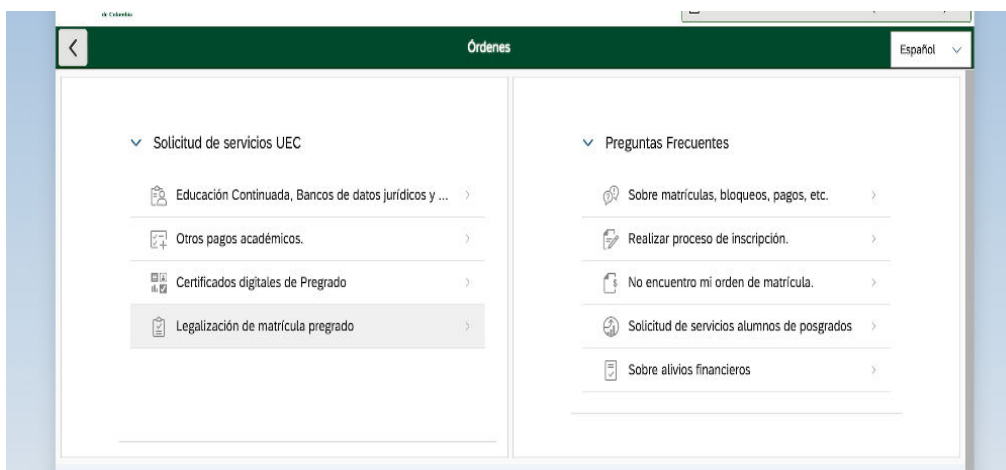 de Colombia
Órdenes
Español
Solicitud de servicios UEC
Educación Continuada, Bancos de datos jurídicos y ...
Otros pagos académicos.
Certificados digitales de Pregrado
Legalización de matrícula pregrado
Preguntas Frecuentes
Sobre matrículas, bloqueos, pagos, etc.
Realizar proceso de inscripción.
No encuentro mi orden de matrícula.
Solicitud de servicios alumnos de posgrados
Sobre alivios financieros